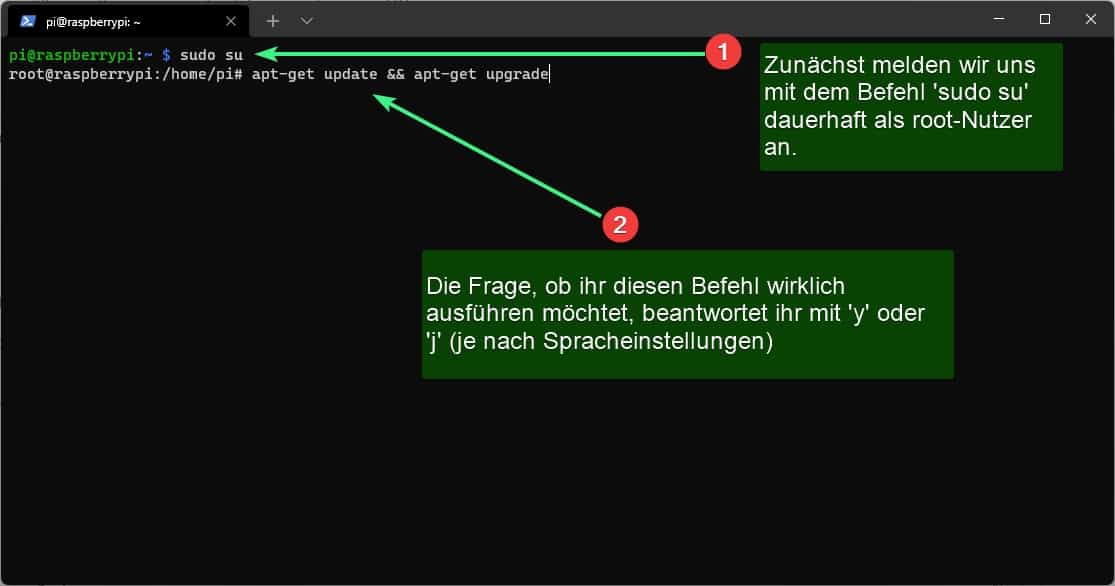 pi@raspberrypi: ~
pi@raspberrypi:~ $ sudo su
root@raspberrypi:/home/pi# apt-get update && apt-get upgrade
1
Zunächst melden wir uns
mit dem Befehl 'sudo su'
dauerhaft als root-Nutzer
an.
2
Die Frage, ob ihr diesen Befehl wirklich
ausführen möchtet, beantwortet ihr mit 'y' oder
'j' (je nach Spracheinstellungen)